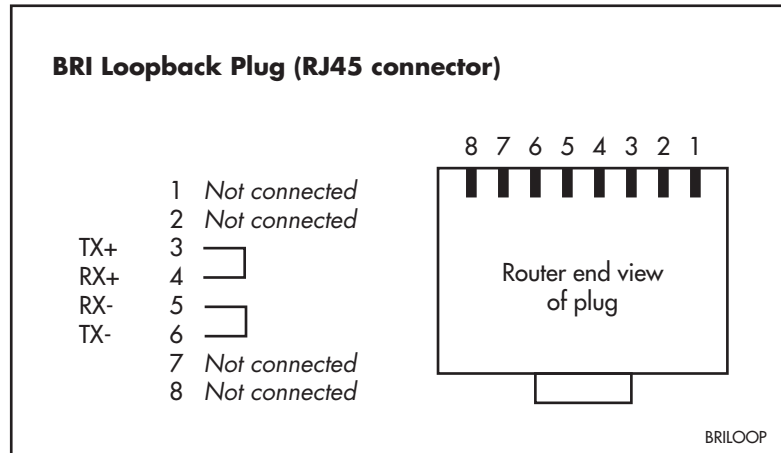 BRI Loopback Plug (RJ45 connector)
8 7 6 5 4 3 2 1
1 Not connected
2 Not connected
TX+ 3
RX+ 4
RX- 5
TX- 6
7 Not connected
8 Not connected
Router end view
of plug
BRILOOP